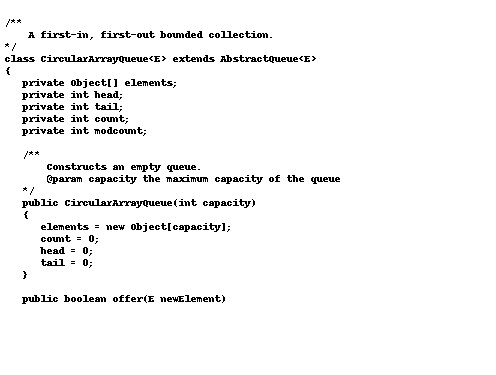 /**
   A first-in, first-out bounded collection.
*/
class CircularArrayQueue<E> extends AbstractQueue<E>
{
   private Object[] elements;
   private int head;
   private int tail;
   private int count;
   private int modcount;

   /**
      Constructs an empty queue.
      @param capacity the maximum capacity of the queue
   */
   public CircularArrayQueue(int capacity)
   {
      elements = new Object[capacity];
      count = 0;
      head = 0;
      tail = 0;
   }

   public boolean offer(E newElement)